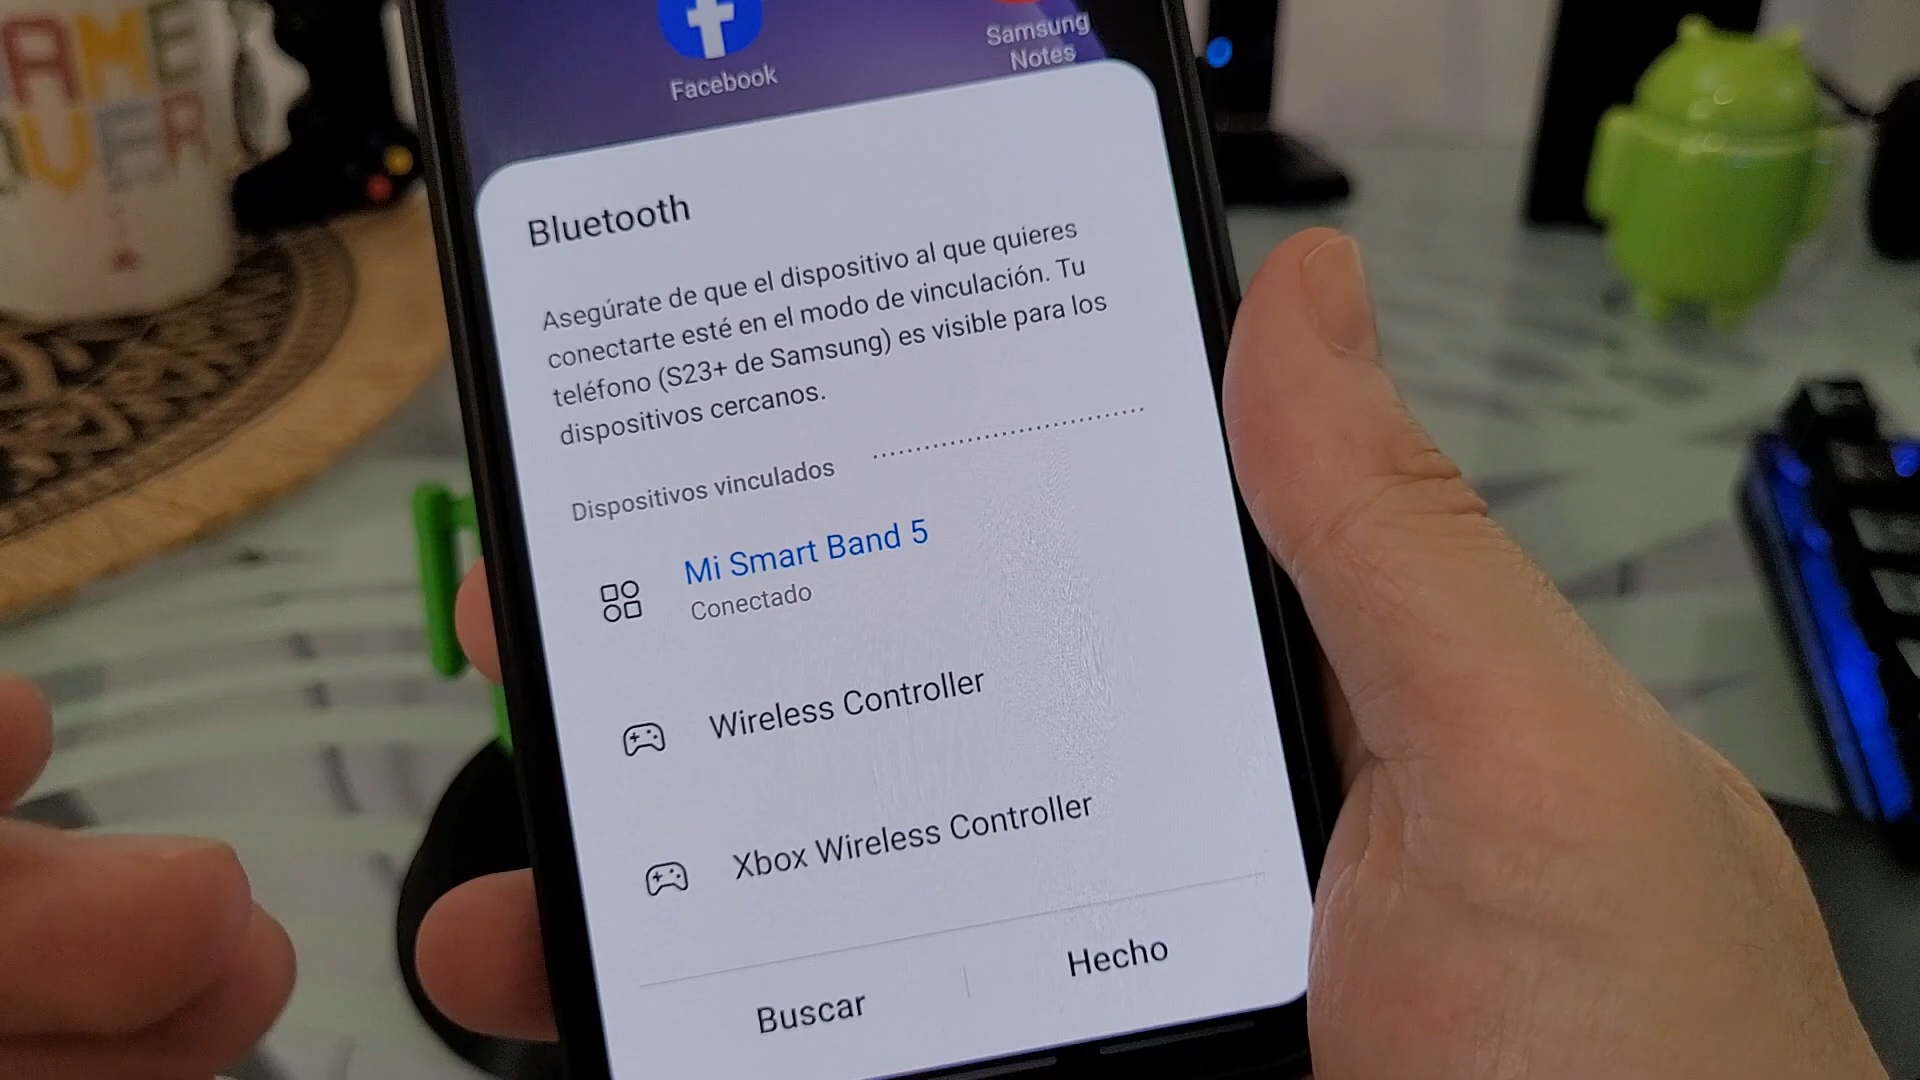 GAME
OVER
Facebook
Samsung
Notes
Bluetooth
Asegúrate de que el dispositivo al que quieres
conectarte esté en el modo de vinculación. Tu
teléfono (S23+ de Samsung) es visible para los
dispositivos cercanos.
Dispositivos vinculados
Mi Smart Band 5
Conectado
Wireless Controller
Xbox Wireless Controller
Buscar
Hecho